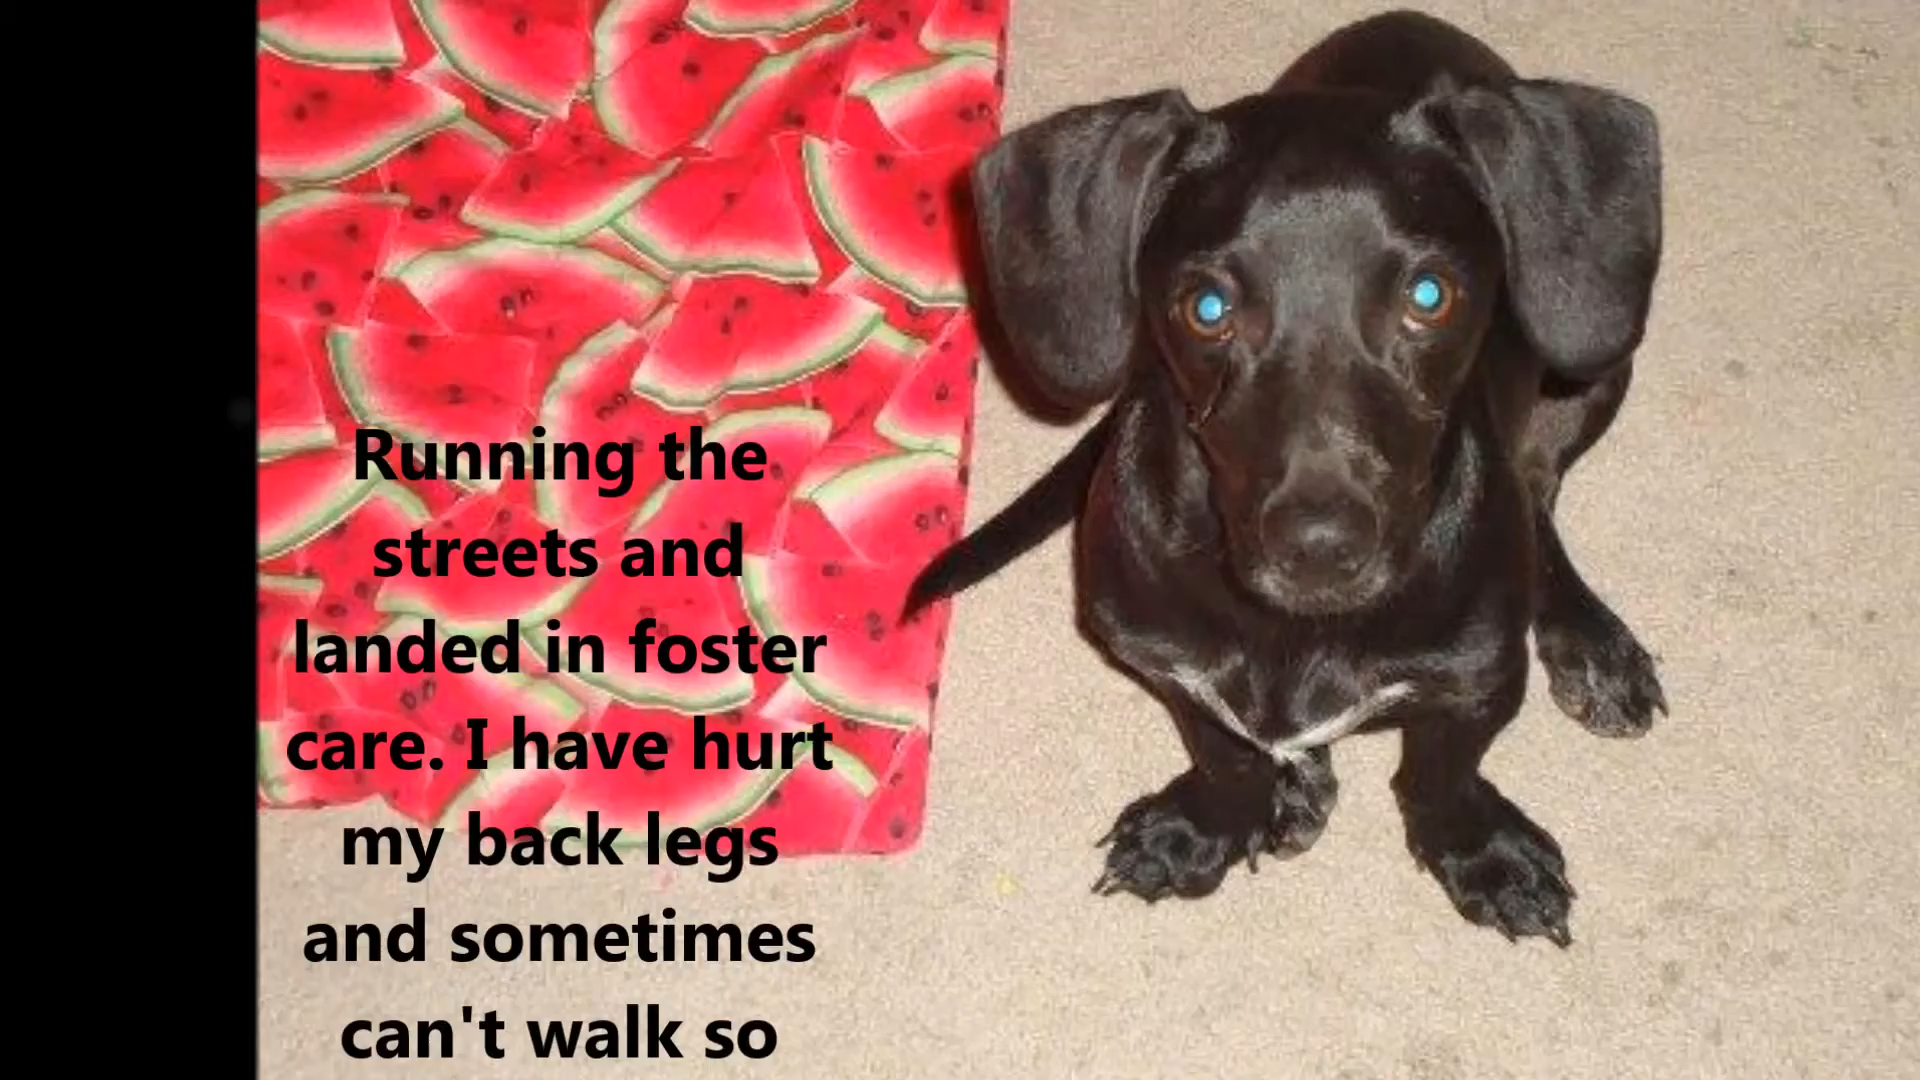 Running the
streets and
landed in foster
care. I have hurt
my back legs
and sometimes
can't walk so